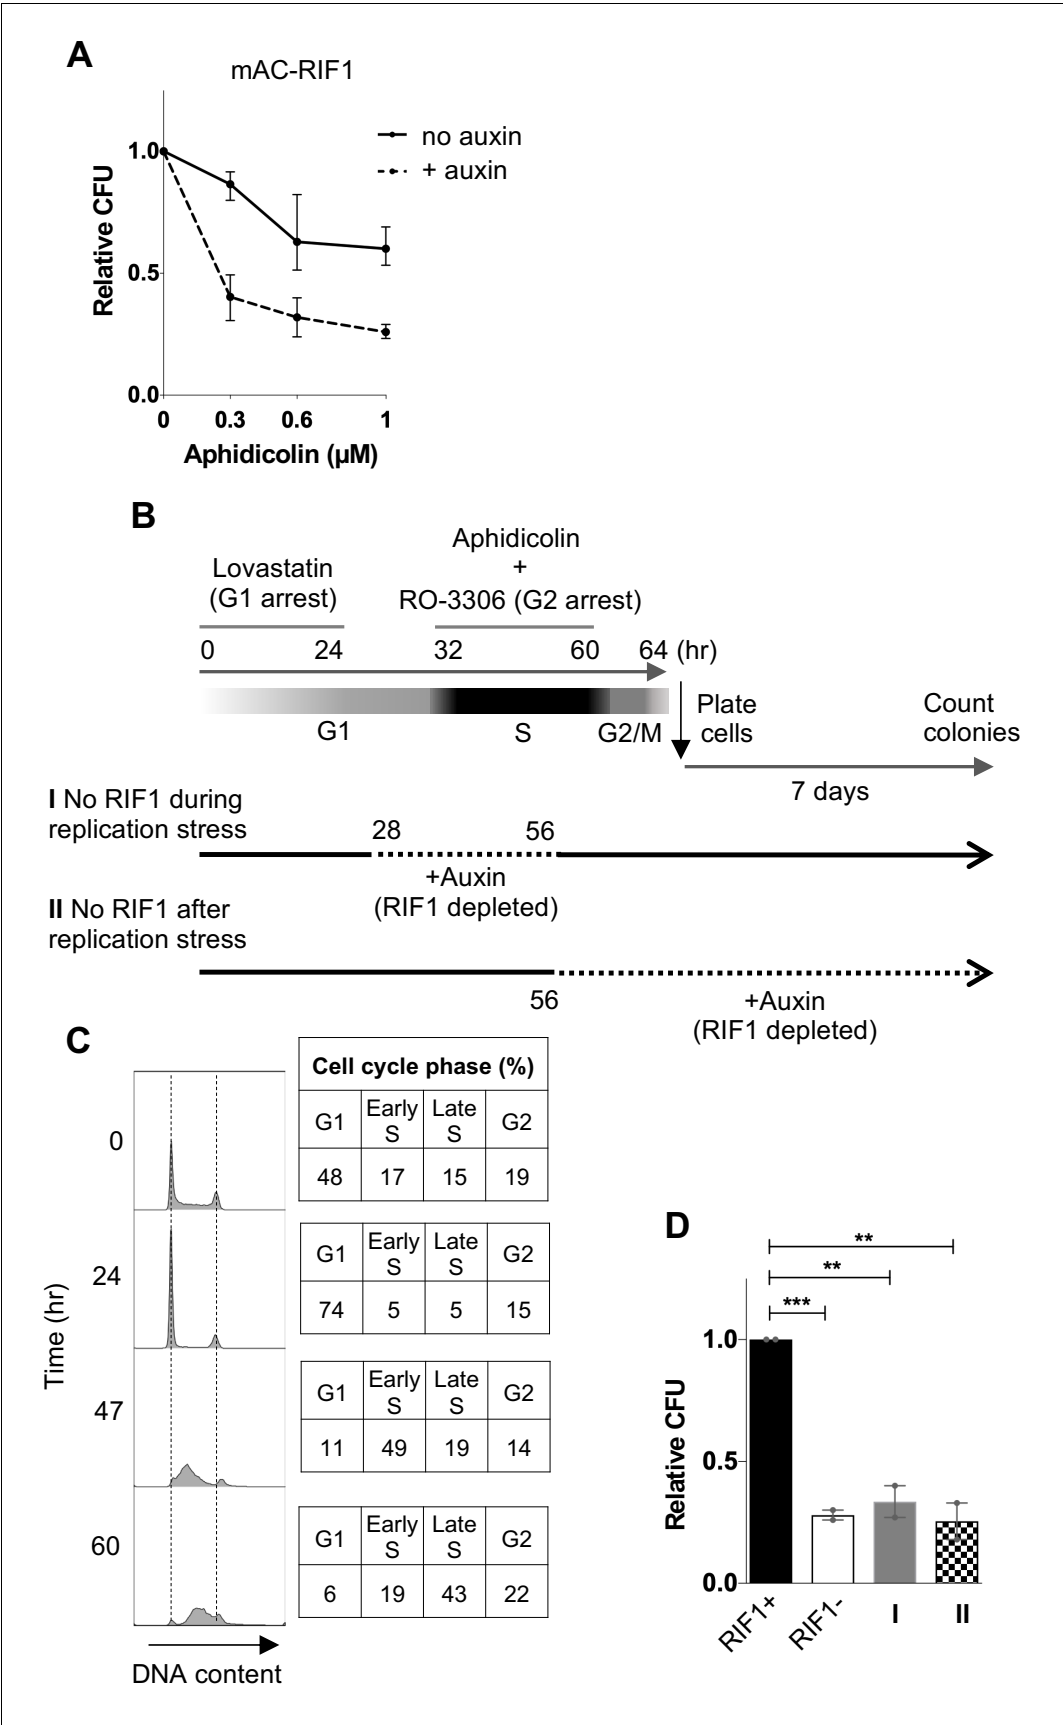 A
mAC-RIF1
no auxin
+ auxin
Relative CFU
1.0
0.5
0.0
0 0.3 0.6 1
Aphidicolin (µM)
B
Lovastatin
(G1 arrest)
Aphidicolin
+
RO-3306 (G2 arrest)
0 24 32 60 64 (hr)
G1 S G2/M
Plate
cells
Count
colonies
7 days
I No RIF1 during
replication stress
28 56
+Auxin
(RIF1 depleted)
II No RIF1 after
replication stress
56
+Auxin
(RIF1 depleted)
C
Time (hr)
0
24
47
60
DNA content
Cell cycle phase (%)
G1 Early S Late S G2
48 17 15 19
G1 Early S Late S G2
74 5 5 15
G1 Early S Late S G2
11 49 19 14
G1 Early S Late S G2
6 19 43 22
D
**
**
***
Relative CFU
1.0
0.5
0.0
RIF1+ RIF1- I II